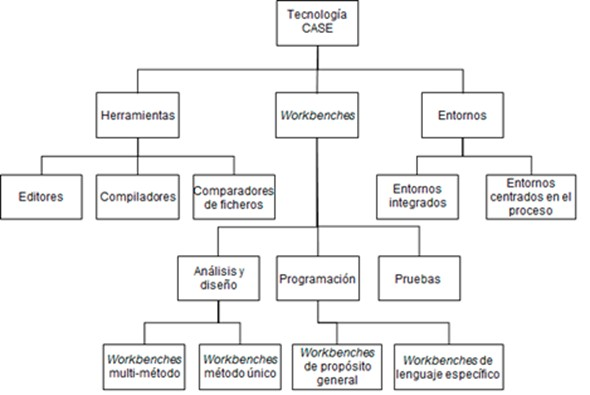 Tecnología
CASE
Herramientas
Workbenches
Entornos
Editores
Compiladores
Comparadores
de ficheros
Entornos
integrados
Entornos
centrados en el
proceso
Análisis y
diseño
Programación
Pruebas
Workbenches
multi-método
Workbenches
método único
Workbenches
de propósito
general
Workbenches de
lenguaje específico